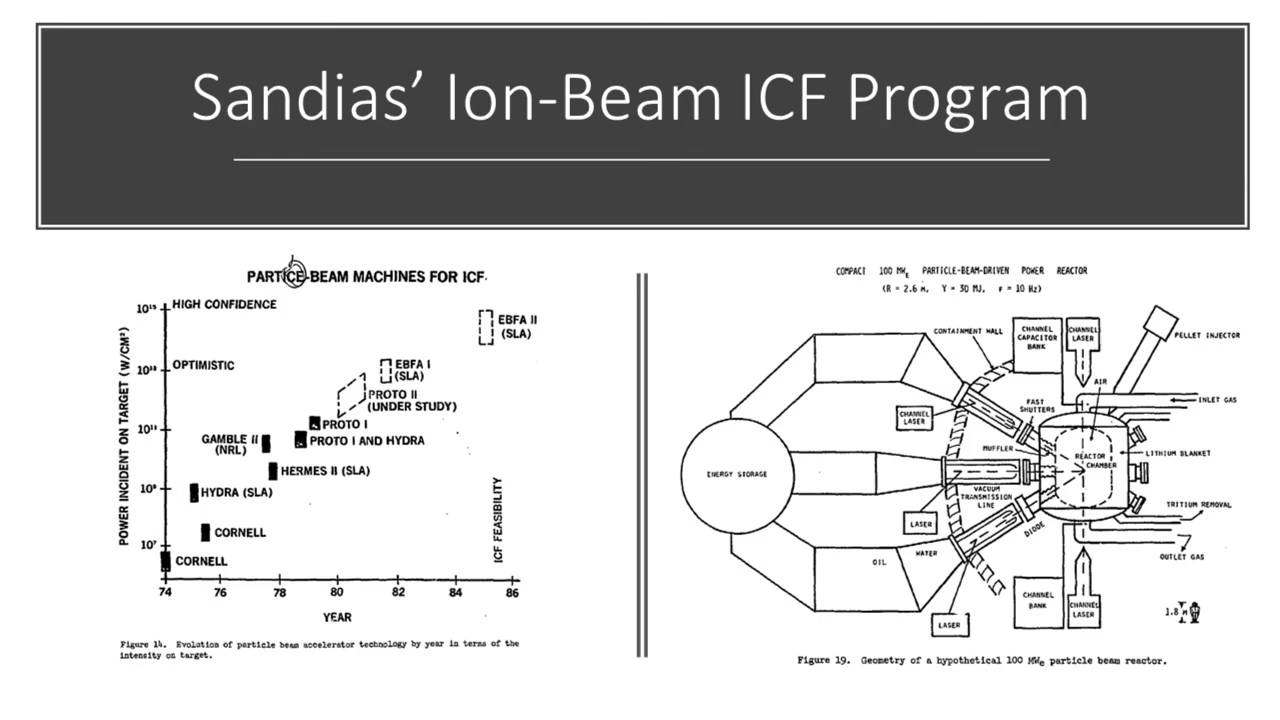 Sandias’ Ion-Beam ICF Program
PARTICE-BEAM MACHINES FOR ICF
POWER INCIDENT ON TARGET (W/CM²)
10¹⁵
HIGH CONFIDENCE
EBFA II
(SLA)
10¹³
OPTIMISTIC
EBFA I
(SLA)
PROTO II
(UNDER STUDY)
10¹¹
PROTO I
GAMBLE II
(NRL)
PROTO I AND HYDRA
HERMES II (SLA)
10⁹
HYDRA (SLA)
CORNELL
10⁷
CORNELL
ICF FEASIBILITY
74 76 78 80 82 84 86
YEAR
Figure 14. Evolution of particle beam accelerator technology by year in terms of the
intensity on target.
COMPACT 100 MWE PARTICLE-BEAM-DRIVEN POWER REACTOR
(R = 2.6 M, Y = 30 MJ, F = 10 HZ)
CONTAINMENT WALL
CHANNEL
CAPACITOR
BANK
CHANNEL
LASER
PELLET INJECTOR
AIR
INLET GAS
FAST
SHUTTERS
CHANNEL
LASER
MUFFLER
REACTOR
CHAMBER
LITHIUM BLANKET
ENERGY STORAGE
VACUUM
TRANSMISSION
LINE
LASER
DIODE
TRITIUM REMOVAL
OIL
WATER
OUTLET GAS
CHANNEL
BANK
CHANNEL
LASER
LASER
1.8 M
Figure 19. Geometry of a hypothetical 100 MWe particle beam reactor.